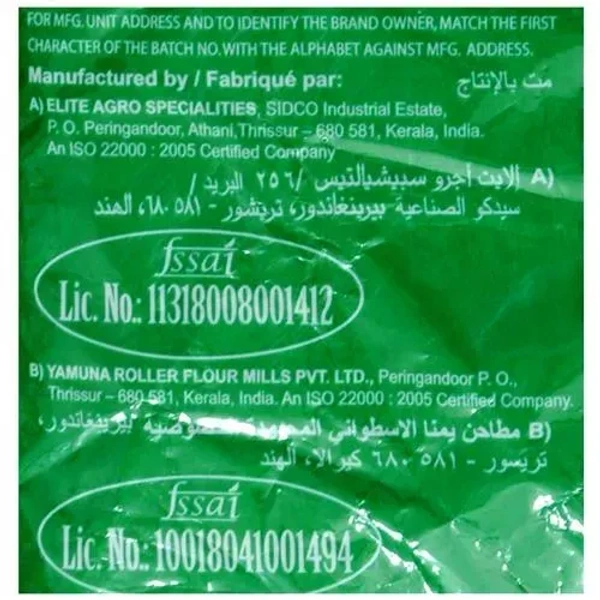 FOR MFG. UNIT ADDRESS AND TO IDENTIFY THE BRAND OWNER, MATCH THE FIRST
CHARACTER OF THE BATCH NO. WITH THE ALPHABET AGAINST MFG. ADDRESS.
Manufactured by / Fabriqué par: مت بالإنتاج
A) ELITE AGRO SPECIALITIES, SIDCO Industrial Estate,
P. O. Peringandoor, Athani, Thrissur – 680 581, Kerala, India.
An ISO 22000 : 2005 Certified Company
A) الايت أجرو سبيشيالتيس /٢٥٦ البريد/
سيدكو الصناعية بيرينغاندور، تريشور - ٦٨٠٥٨١، الهند
fssai
Lic. No.: 11318008001412
B) YAMUNA ROLLER FLOUR MILLS PVT. LTD., Peringandoor P. O.,
Thrissur – 680 581, Kerala, India. An ISO 22000 : 2005 Certified Company.
B) مطاحن يمنا الاسطواني بيرينغاندور،
تريسور - ٦٨٠٥٨١ كيرالا، الهند
fssai
Lic. No.: 10018041001494